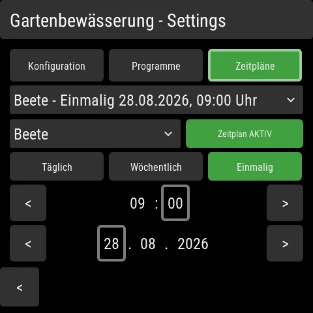 Gartenbewässerung - Settings
Konfiguration Programme Zeitpläne
Beete - Einmalig 28.08.2026, 09:00 Uhr
Beete Zeitplan AKTIV
Täglich Wöchentlich Einmalig
< 09 : 00 >
< 28 . 08 . 2026 >
<